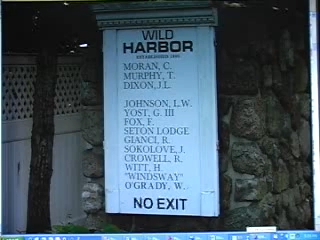 WILD
HARBOR
MORAN, C.
MURPHY, T.
DIXON, J.L.
JOHNSON, L.W.
YOST, G. III
FOX, F.
SETON LODGE
GIANCI, R.
SOKOLOVE, J.
CROWELL, R.
WITT, H.
"WINDSWAY"
O'GRADY, W.
NO EXIT